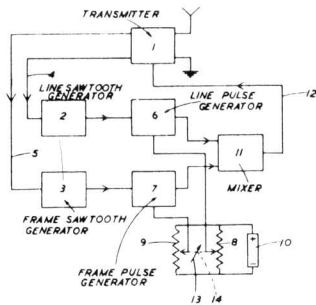 TRANSMITTER
1
4
LINE SAWTOOTH
GENERATOR
LINE PULSE
GENERATOR
12
2
6
11
MIXER
5
3
7
FRAME SAWTOOTH
GENERATOR
9
8
10
+
-
FRAME PULSE
GENERATOR
13
14